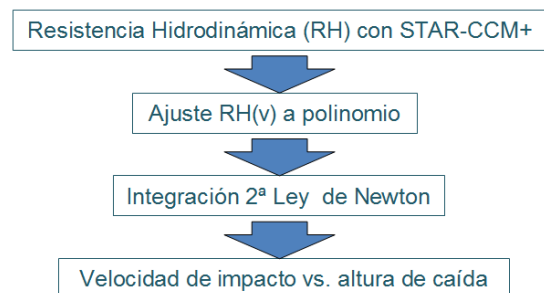 Resistencia Hidrodinámica (RH) con STAR-CCM+
Ajuste RH(v) a polinomio
Integración 2ª Ley de Newton
Velocidad de impacto vs. altura de caída